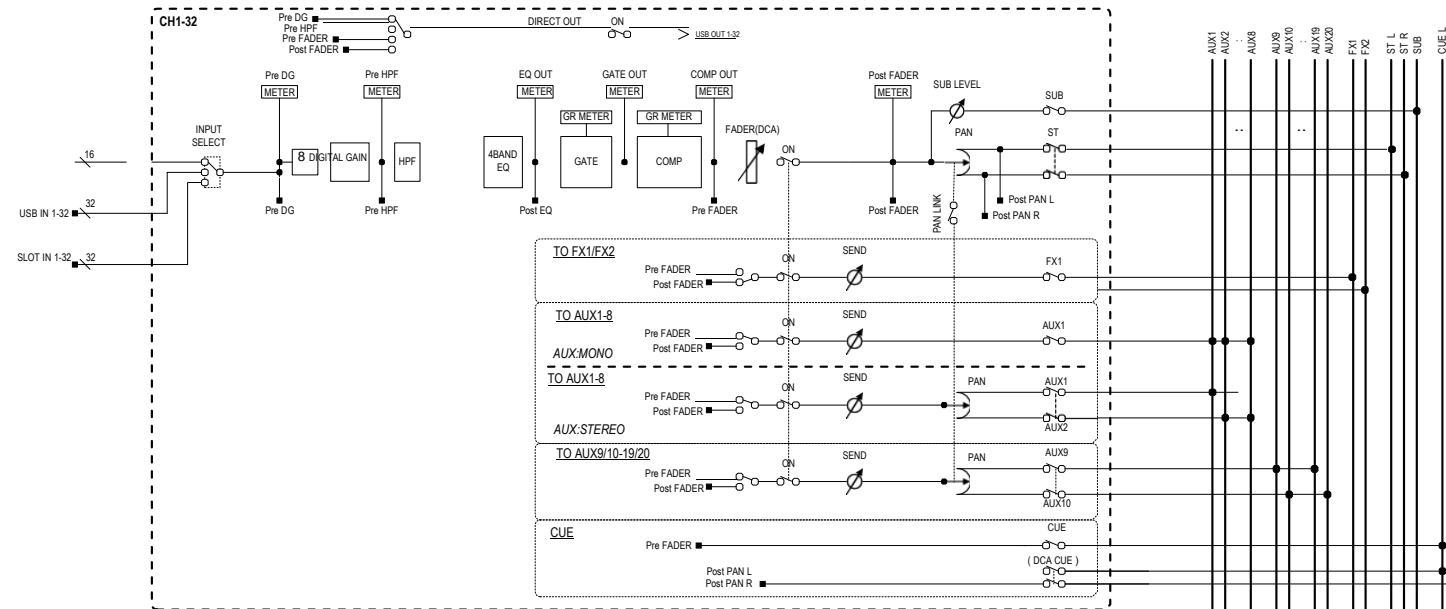 CH1-32
Pre DG
Pre HPF
Pre FADER
Post FADER
DIRECT OUT
ON
USB OUT 1-32
AUX1
AUX2
. .
AUX8
AUX9
AUX10
. .
AUX19
AUX20
FX1
FX2
ST L
ST R
SUB
CUE L
Pre DG
METER
Pre HPF
METER
EQ OUT
METER
GATE OUT
METER
COMP OUT
METER
Post FADER
METER
SUB LEVEL
SUB
GR METER
GR METER
FADER(DCA)
PAN
ST
. .
. .
INPUT
SELECT
16
8 DIGITAL GAIN
HPF
4BAND
EQ
GATE
COMP
ON
USB IN 1-32
32
Pre DG
Pre HPF
Post EQ
Pre FADER
Post FADER
PAN LINK
Post PAN L
Post PAN R
SLOT IN 1-32
32
TO FX1/FX2
Pre FADER
Post FADER
ON
SEND
FX1
TO AUX1-8
Pre FADER
Post FADER
ON
SEND
AUX1
AUX:MONO
TO AUX1-8
Pre FADER
Post FADER
ON
SEND
PAN
AUX1
AUX2
AUX:STEREO
TO AUX9/10-19/20
Pre FADER
Post FADER
ON
SEND
PAN
AUX9
AUX10
CUE
Pre FADER
CUE
( DCA CUE )
Post PAN L
Post PAN R